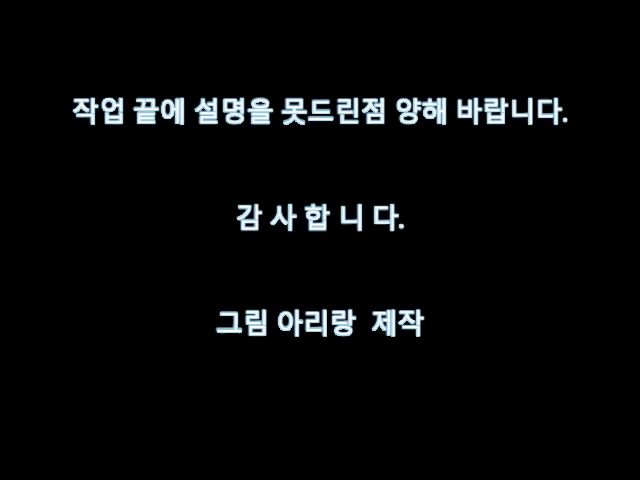 작업 끝에 설명을 못드린점 양해 바랍니다.
감 사 합 니 다.
그림 아리랑  제작